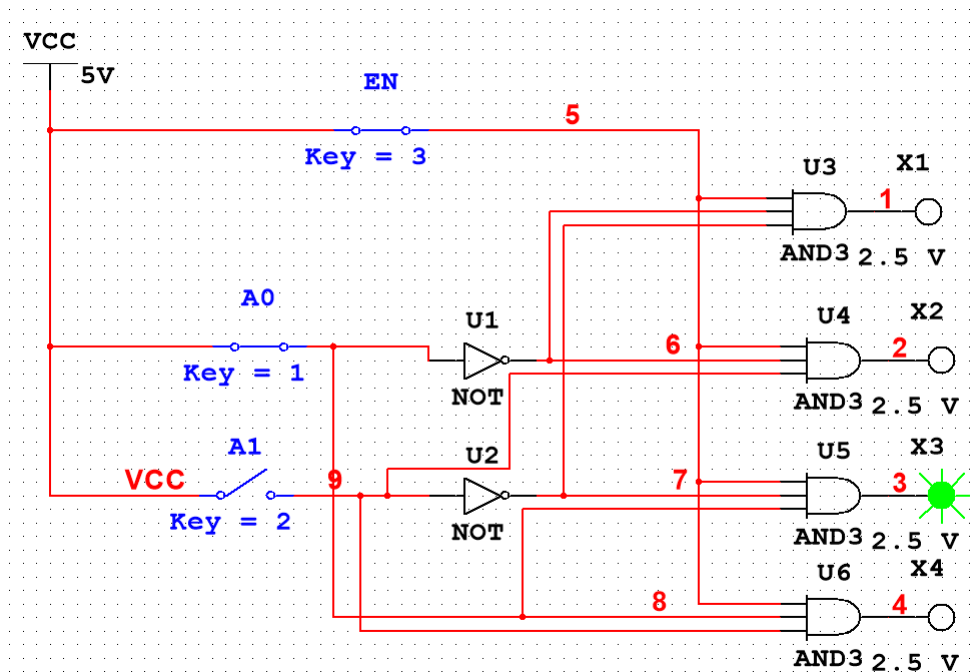 VCC
5V
EN
5
Key = 3
U3
X1
1
AND3
2.5 V
A0
U1
U4
X2
6
2
Key = 1
NOT
AND3
2.5 V
A1
U2
U5
X3
VCC
9
7
3
Key = 2
NOT
AND3
2.5 V
U6
X4
8
4
AND3
2.5 V